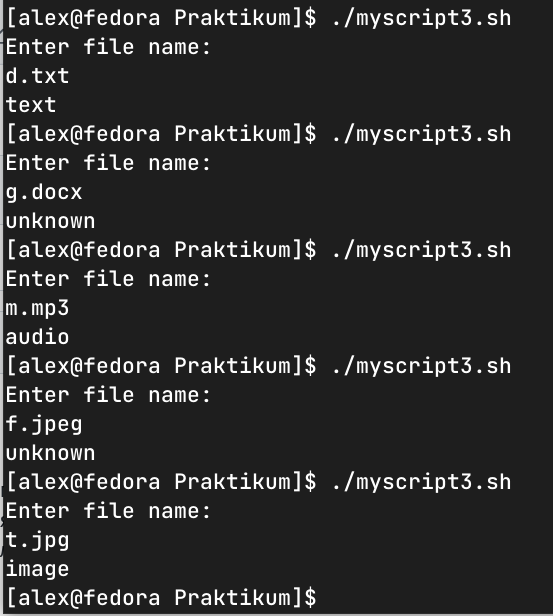 [alex@fedora Praktikum]$ ./myscript3.sh
Enter file name:
d.txt
text
[alex@fedora Praktikum]$ ./myscript3.sh
Enter file name:
g.docx
unknown
[alex@fedora Praktikum]$ ./myscript3.sh
Enter file name:
m.mp3
audio
[alex@fedora Praktikum]$ ./myscript3.sh
Enter file name:
f.jpeg
unknown
[alex@fedora Praktikum]$ ./myscript3.sh
Enter file name:
t.jpg
image
[alex@fedora Praktikum]$